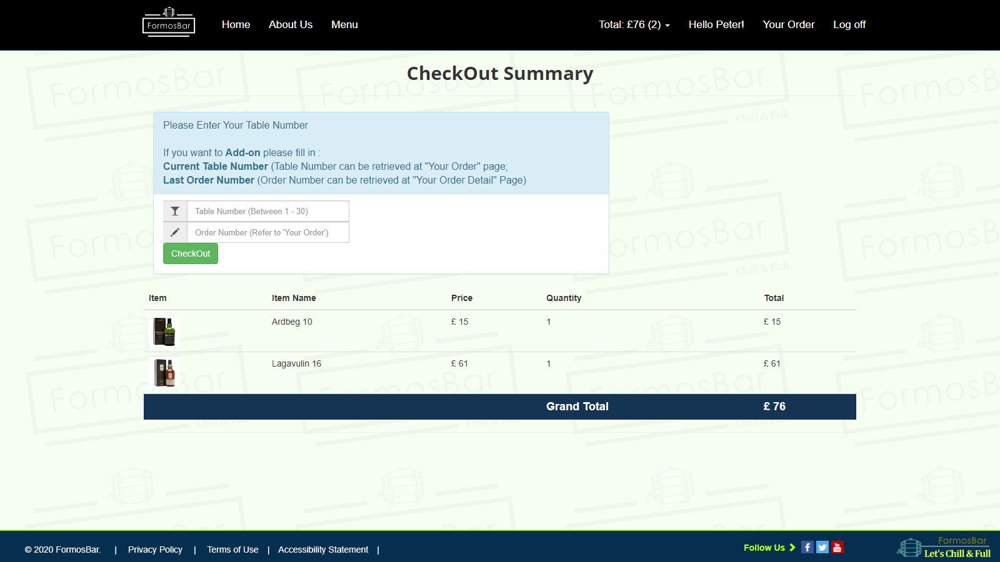 FormosBar
Home About Us Menu Total: £76 (2) Hello Peter! Your Order Log off
CheckOut Summary
Please Enter Your Table Number
If you want to Add-on please fill in :
Current Table Number (Table Number can be retrieved at "Your Order" page;
Last Order Number (Order Number can be retrieved at "Your Order Detail" Page)
Table Number (Between 1 - 30)
Order Number (Refer to 'Your Order')
CheckOut
Item Item Name Price Quantity Total
Ardbeg 10 £ 15 1 £ 15
Lagavulin 16 £ 61 1 £ 61
Grand Total £ 76
© 2020 FormosBar. | Privacy Policy | Terms of Use | Accessibility Statement |
Follow Us
You Tube
FormosBar
Let's Chill & Full